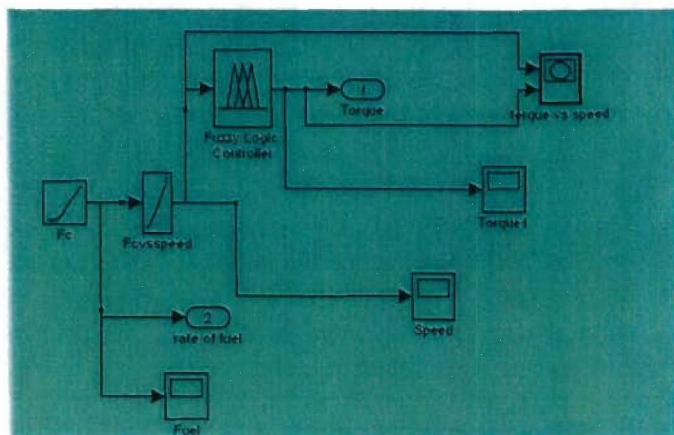 1
Torque
torque vs speed
Fuzzy Logic
Controller
Torque1
Fc
Fcvsspeed
Speed
2
rate of fuel
Fuel